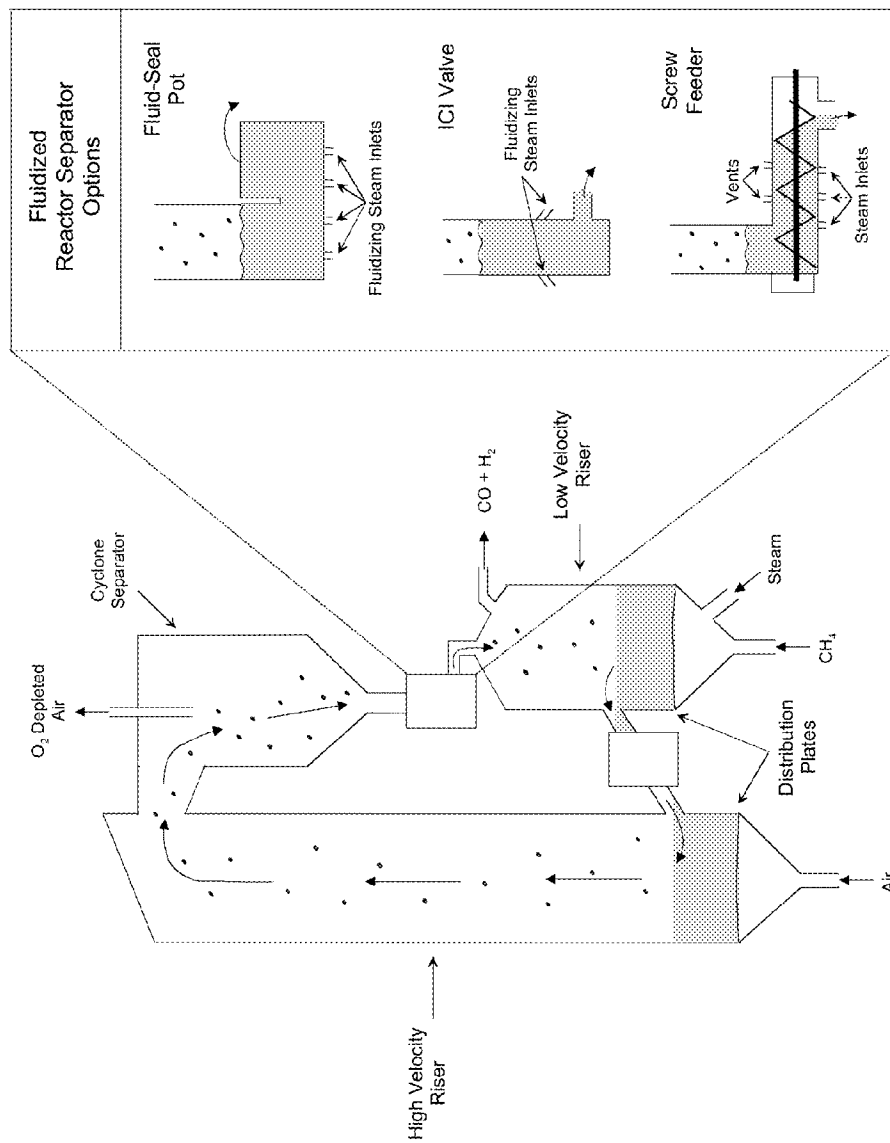 Fluidized
Reactor Separator
Options
Fluid-Seal
Pot
Fluidizing Steam Inlets
ICI Valve
Fluidizing
Steam Inlets
Screw
Feeder
Vents
Steam Inlets
O₂ Depleted
Air
Cyclone
Separator
CO + H₂
Low Velocity
Riser
Steam
CH₄
Distribution
Plates
High Velocity
Riser
Air